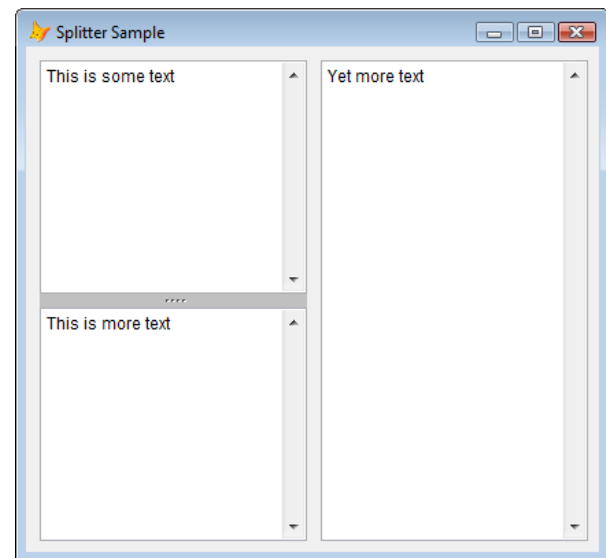 Splitter Sample
This is some text
Yet more text
This is more text